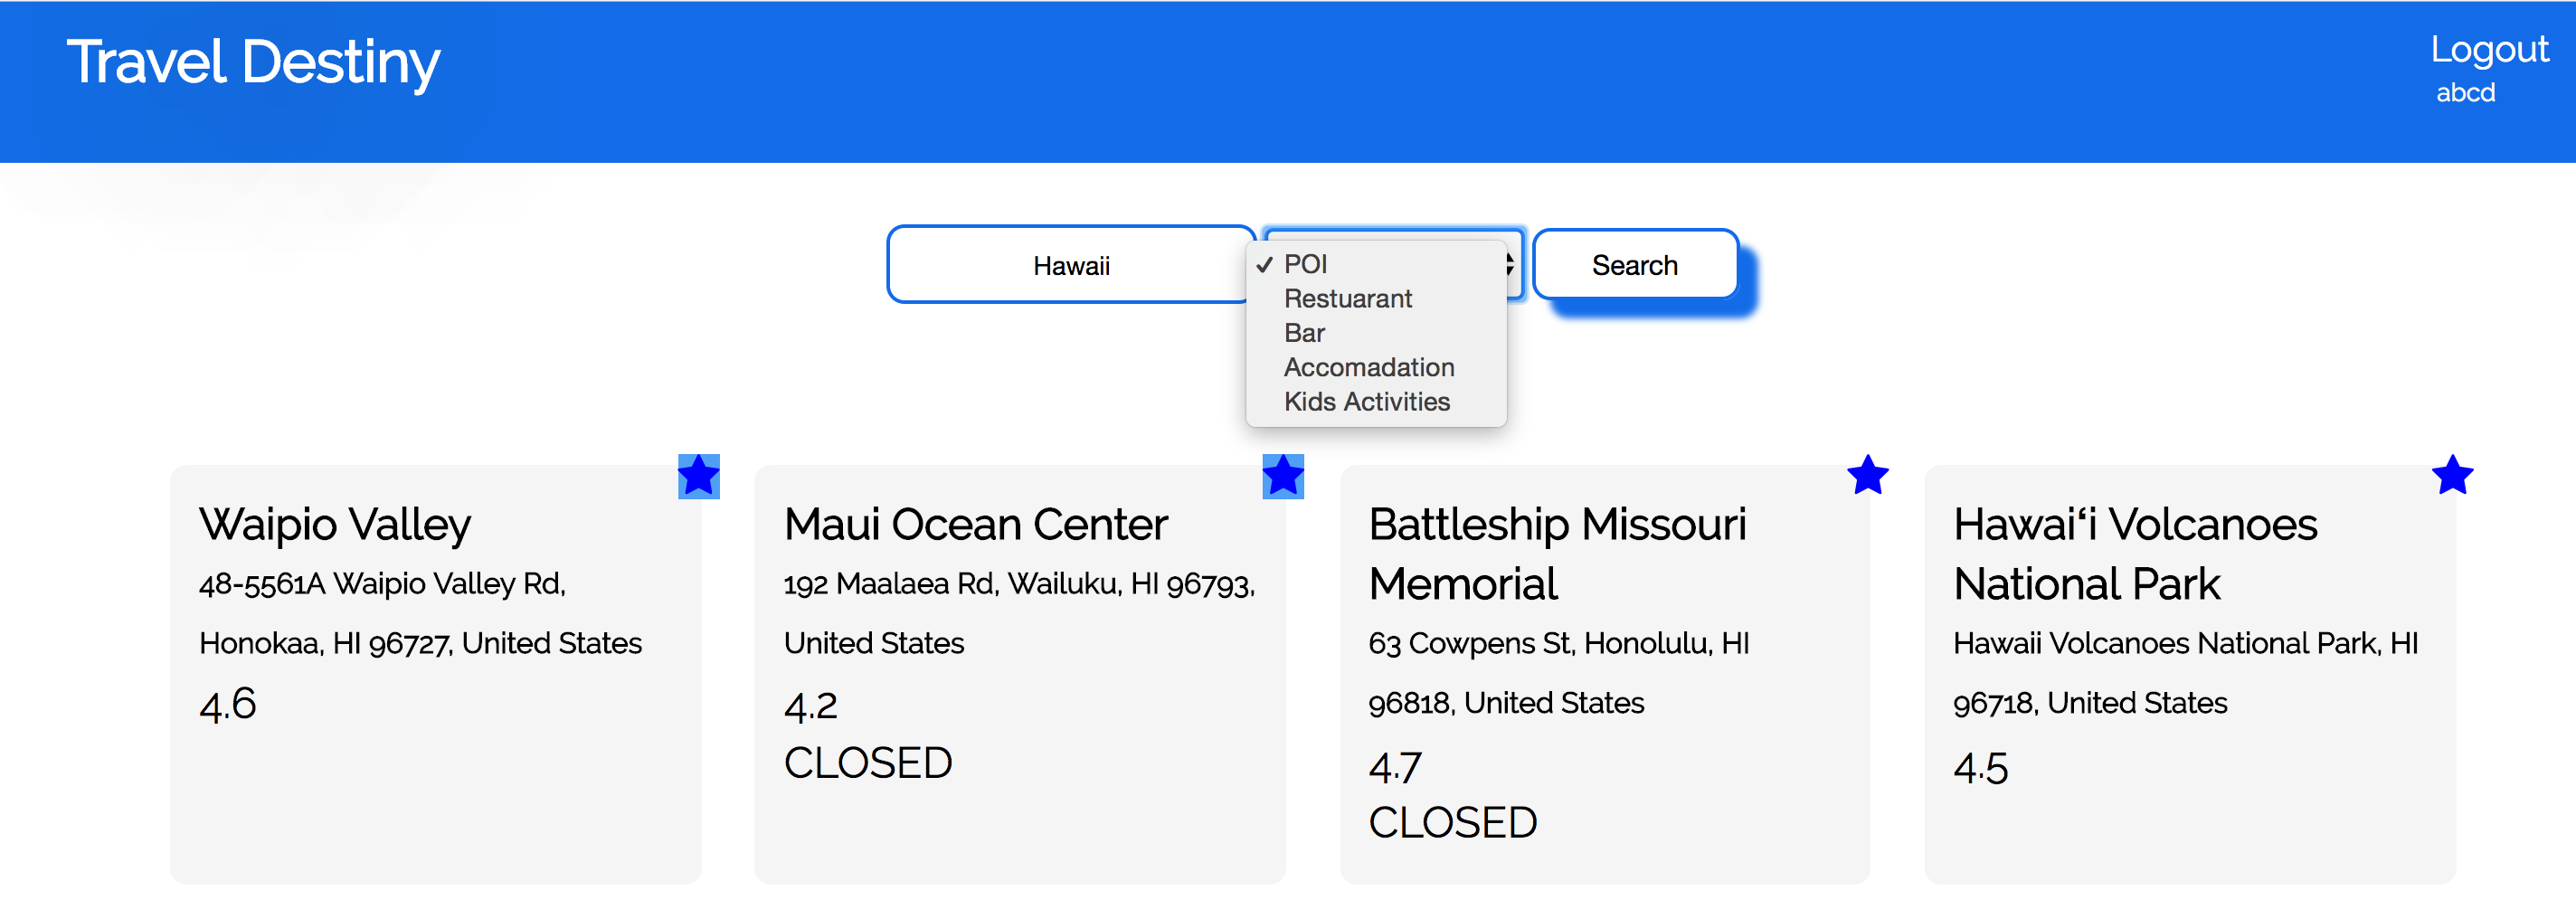 Travel Destiny
Logout
abcd
Hawaii
✓ POI
Restuarant
Bar
Accomadation
Kids Activities
Search
Waipio Valley
48-5561A Waipio Valley Rd,
Honokaa, HI 96727, United States
4.6
Maui Ocean Center
192 Maalaea Rd, Wailuku, HI 96793,
United States
4.2
CLOSED
Battleship Missouri
Memorial
63 Cowpens St, Honolulu, HI
96818, United States
4.7
CLOSED
Hawaiʻi Volcanoes
National Park
Hawaii Volcanoes National Park, HI
96718, United States
4.5